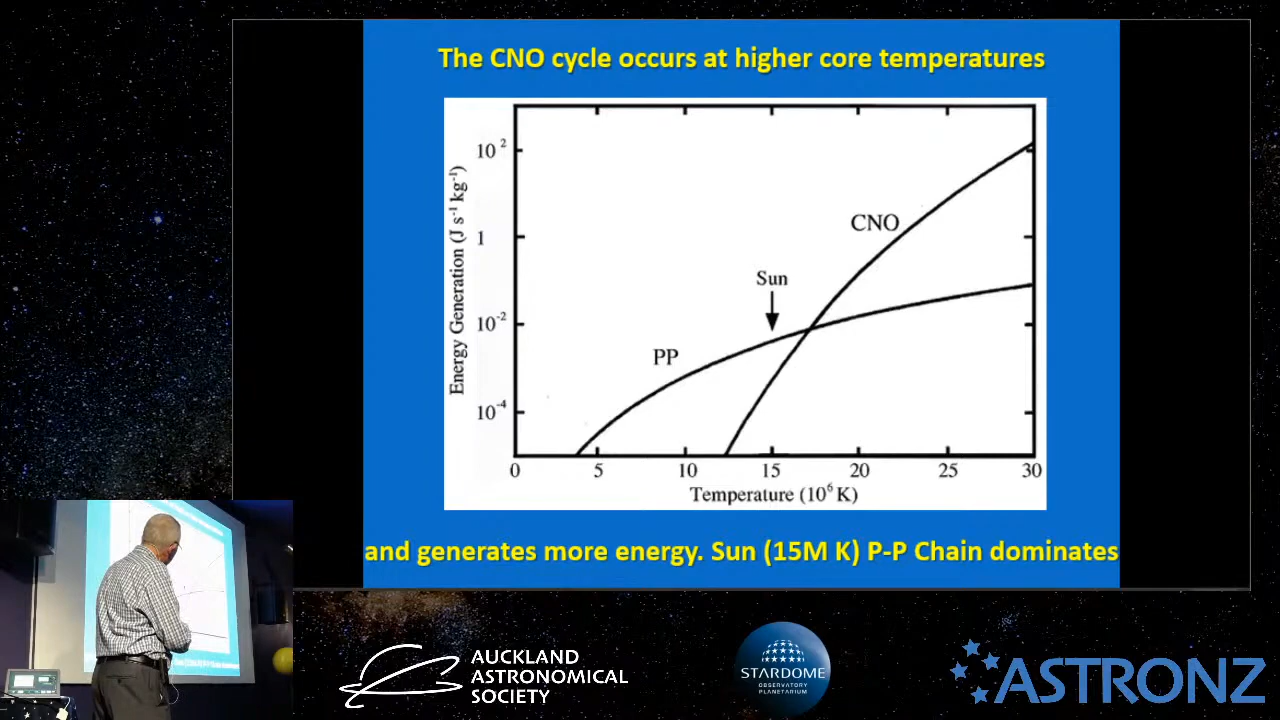 The CNO cycle occurs at higher core temperatures
Energy Generation (J s⁻¹ kg⁻¹)
10²
1
10⁻²
10⁻⁴
CNO
Sun
PP
0 5 10 15 20 25 30
Temperature (10⁶ K)
and generates more energy. Sun (15M K) P-P Chain dominates
AUCKLAND
ASTRONOMICAL
SOCIETY
STARDOME
OBSERVATORY
PLANETARIUM
ASTRONZ